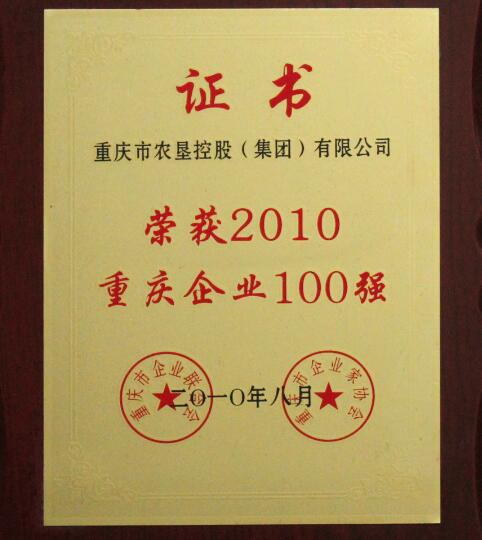 证书
重庆市农垦控股（集团）有限公司
荣获2010
重庆企业100强
重庆市企业联合会
重庆市企业家协会
二〇一〇年八月